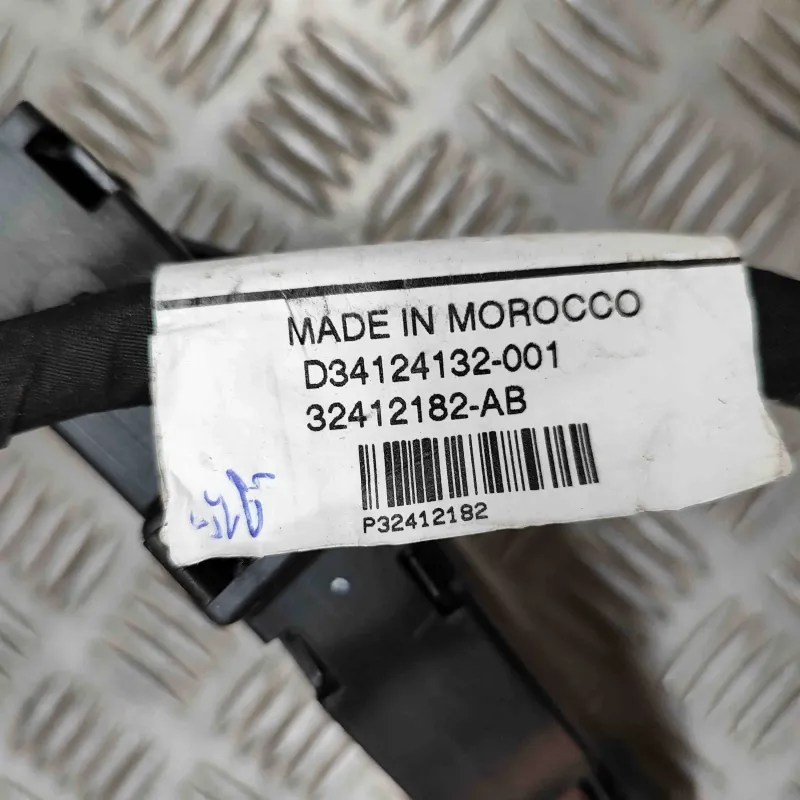 MADE IN MOROCCO
D34124132-001
32412182-AB
P32412182